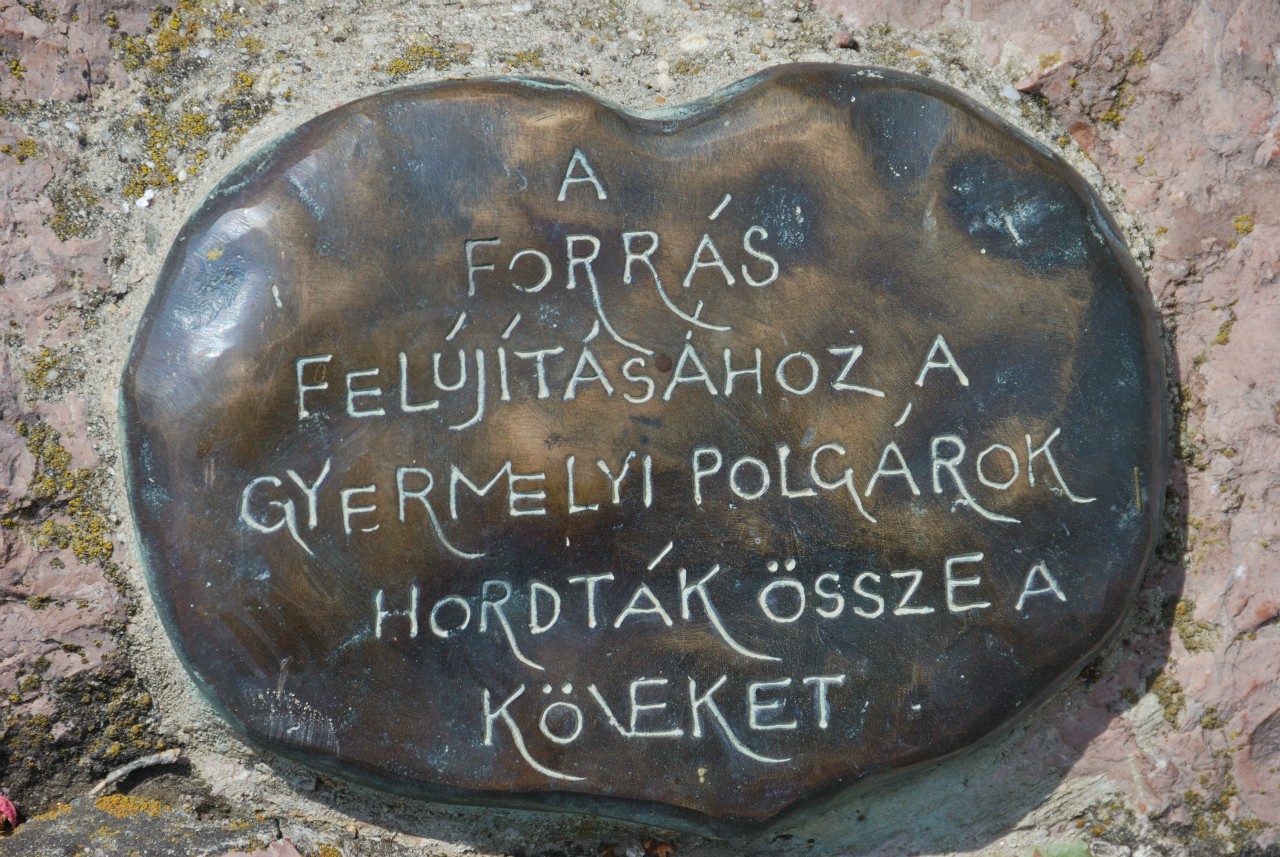 A
FORRÁS
FELÚJÍTÁSÁHOZ A
GYERMELYI POLGÁROK
HORDTÁK ÖSSZE A
KÖVEKET